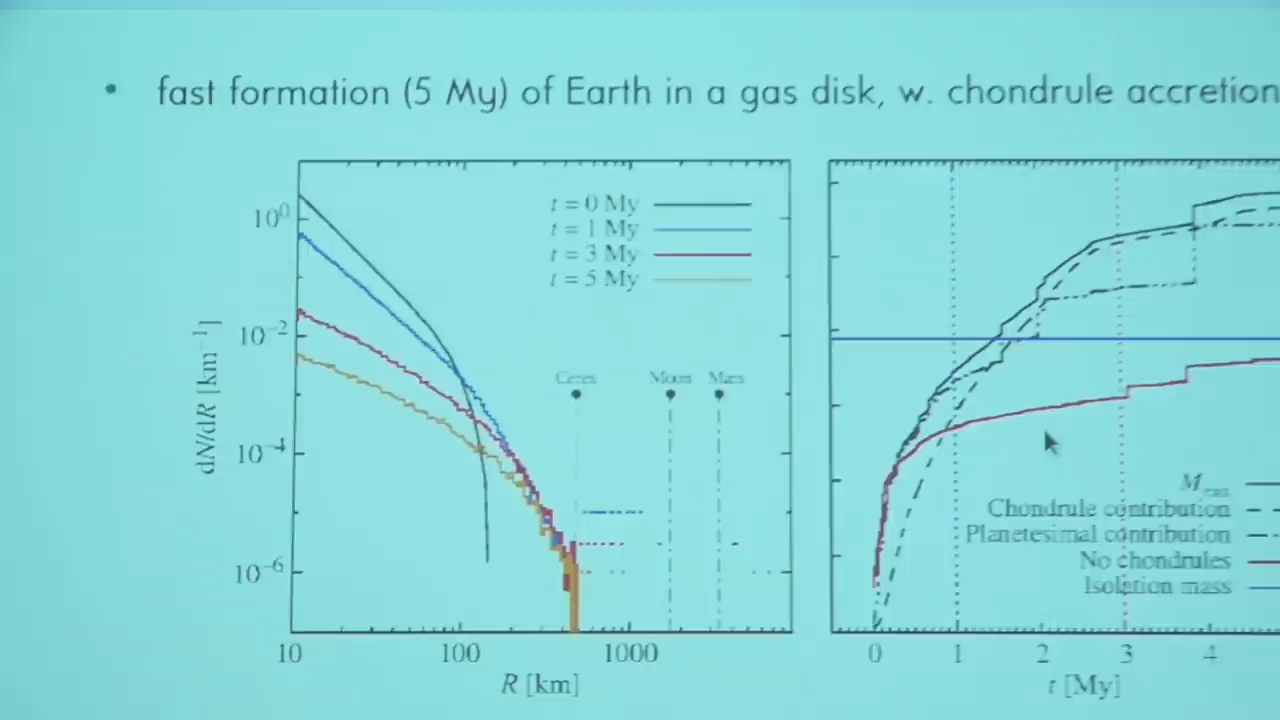 • fast formation (5 My) of Earth in a gas disk, w. chondrule accretion
t = 0 My
t = 1 My
t = 3 My
t = 5 My
10⁰
10⁻²
10⁻⁴
10⁻⁶
dN/dR [km⁻¹]
Ceres
Moon
Mars
10
100
1000
R [km]
M
Chondrule contribution
Planetesimal contribution
No chondrules
Isolation mass
0
1
2
3
4
t [My]